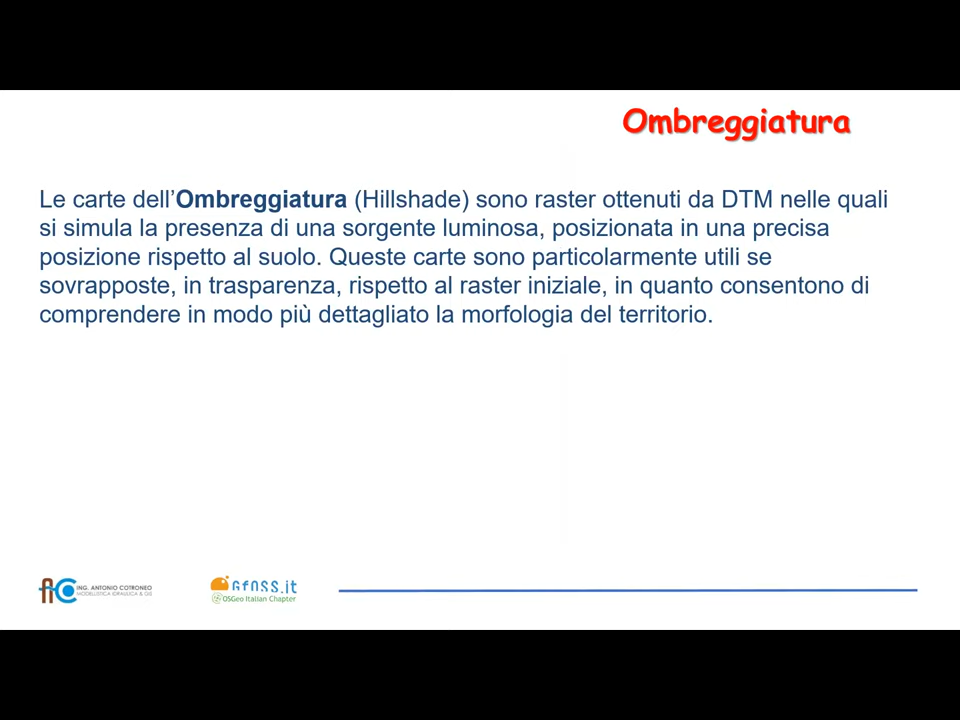 Ombreggiatura
Le carte dell’Ombreggiatura (Hillshade) sono raster ottenuti da DTM nelle quali
si simula la presenza di una sorgente luminosa, posizionata in una precisa
posizione rispetto al suolo. Queste carte sono particolarmente utili se
sovrapposte, in trasparenza, rispetto al raster iniziale, in quanto consentono di
comprendere in modo più dettagliato la morfologia del territorio.
ING. ANTONIO COTRONEO
MODELLISTICA IDRAULICA & GIS
GFOSS.it
OSGeo Italian Chapter